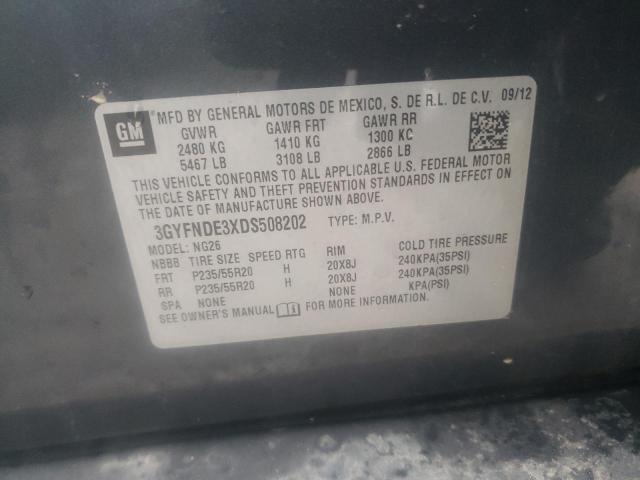 GM
MFD BY GENERAL MOTORS DE MEXICO, S. DE R.L. DE C.V. 09/12
GVWR GAWR FRT GAWR RR
2480 KG 1410 KG 1300 KG
5467 LB 3108 LB 2866 LB
THIS VEHICLE CONFORMS TO ALL APPLICABLE U.S. FEDERAL MOTOR
VEHICLE SAFETY AND THEFT PREVENTION STANDARDS IN EFFECT ON
THE DATE OF MANUFACTURE SHOWN ABOVE.
3GYFNDE3XDS508202 TYPE: M.P.V.
MODEL: NG26
NBBB TIRE SIZE SPEED RTG RIM COLD TIRE PRESSURE
FRT P235/55R20 H 20X8J 240KPA(35PSI)
RR P235/55R20 H 20X8J 240KPA(35PSI)
SPA NONE NONE KPA(PSI)
SEE OWNER'S MANUAL FOR MORE INFORMATION.